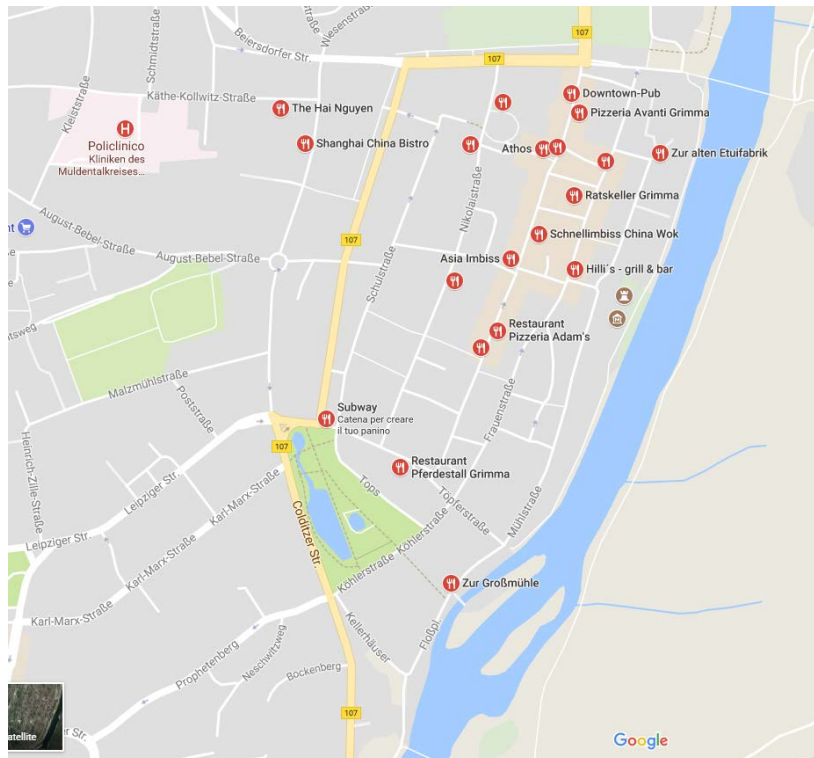 Wiesenstraße
Schmidtstraße
Beiersdorfer Str.
107
107
107
Kleiststraße
Käthe-Kollwitz-Straße
The Hai Nguyen
Downtown-Pub
Pizzeria Avanti Grimma
H
Policlinico
Kliniken des
Muldentalkreises...
Shanghai China Bistro
Athos
Zur alten Etuifabrik
Nikolaistraße
Ratskeller Grimma
August-Bebel-Straße
107
Schnellimbiss China Wok
August-Bebel-Straße
Asia Imbiss
Hilli´s - grill & bar
Schulstraße
Restaurant
Pizzeria Adam's
Malzmühlstraße
Poststraße
Frauenstraße
Subway
Catena per creare
il tuo panino
Heinrich-Zille-Straße
107
Restaurant
Pferdestall Grimma
Leipziger Str.
Karl-Marx-Straße
Tops
Töpferstraße
Mühlstraße
Colditzer Str.
Leipziger Str.
Karl-Marx-Straße
Köhlerstraße
Köhlerstraße
Zur Großmühle
Karl-Marx-Straße
Kellerhäuser
Floßpl.
Neschwitzweg
Prophetenberg
Bockenberg
107
atellite
er Str.
Google